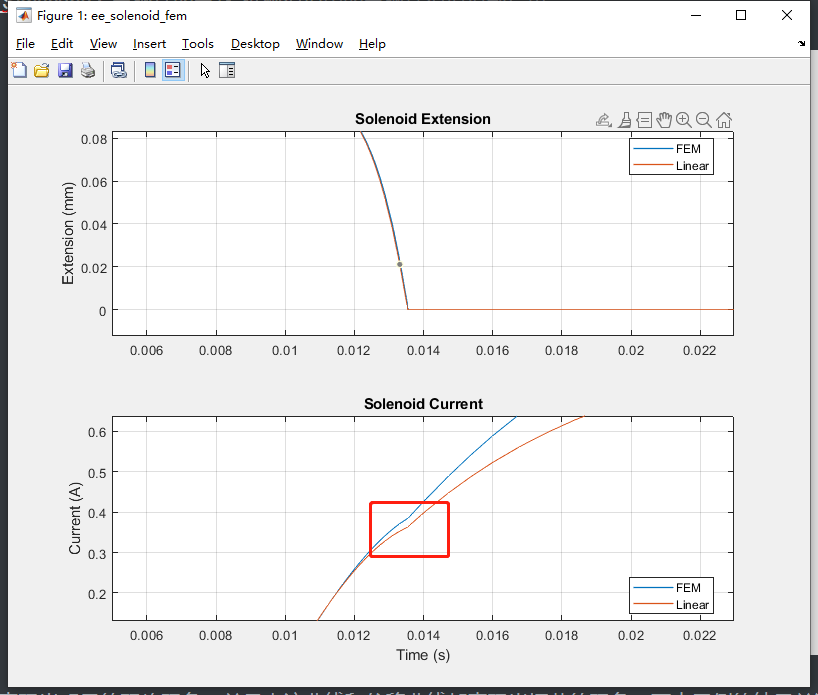 Figure 1: ee_solenoid_fem
File Edit View Insert Tools Desktop Window Help
Solenoid Extension
0.08
0.06
0.04
0.02
0
Extension (mm)
FEM
Linear
0.006 0.008 0.01 0.012 0.014 0.016 0.018 0.02 0.022
Solenoid Current
0.6
0.5
0.4
0.3
0.2
Current (A)
FEM
Linear
0.006 0.008 0.01 0.012 0.014 0.016 0.018 0.02 0.022
Time (s)